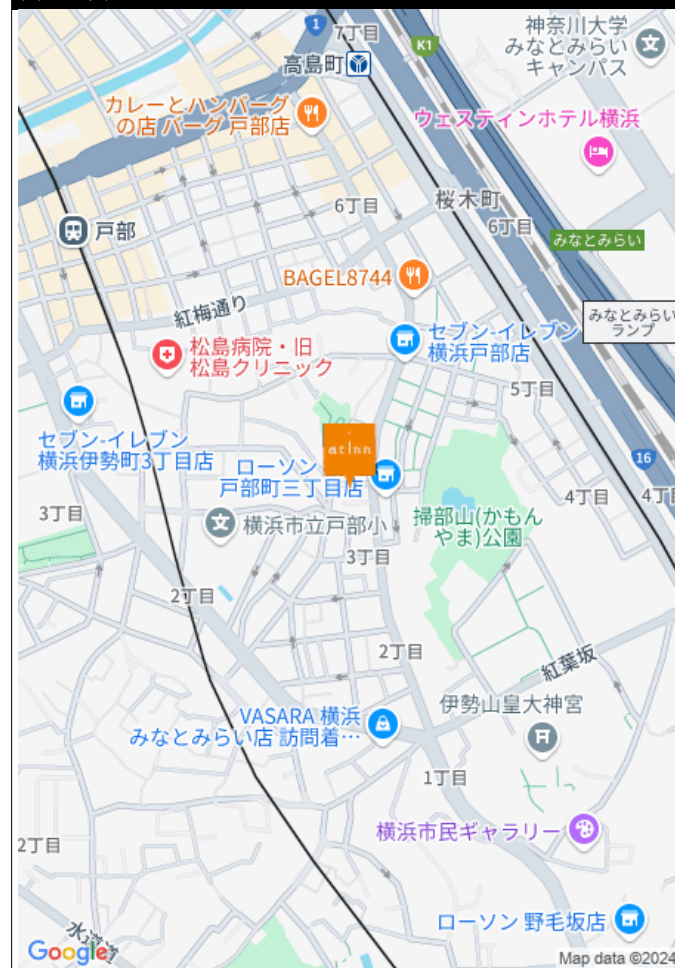 1
7丁目
K1
神奈川大学
みなとみらい
キャンパス
高島町
カレーとハンバーグ
の店 バーグ 戸部店
ウェスティンホテル横浜
6丁目
桜木町
6丁目
戸部
みなとみらい
BAGEL8744
紅梅通り
みなとみらい
ランプ
セブン-イレブン
横浜戸部店
松島病院・旧
松島クリニック
5丁目
セブン-イレブン
横浜伊勢町3丁目店
at inn
16
ローソン
戸部町三丁目店
4丁目
4丁
3丁目
横浜市立戸部小
掃部山(かもん
やま)公園
3丁目
2丁目
2丁目
紅葉坂
伊勢山皇大神宮
VASARA 横浜
みなとみらい店 訪問着…
1丁目
横浜市民ギャラリー
2丁目
ローソン 野毛坂店
水道道
Google
Map data ©2024